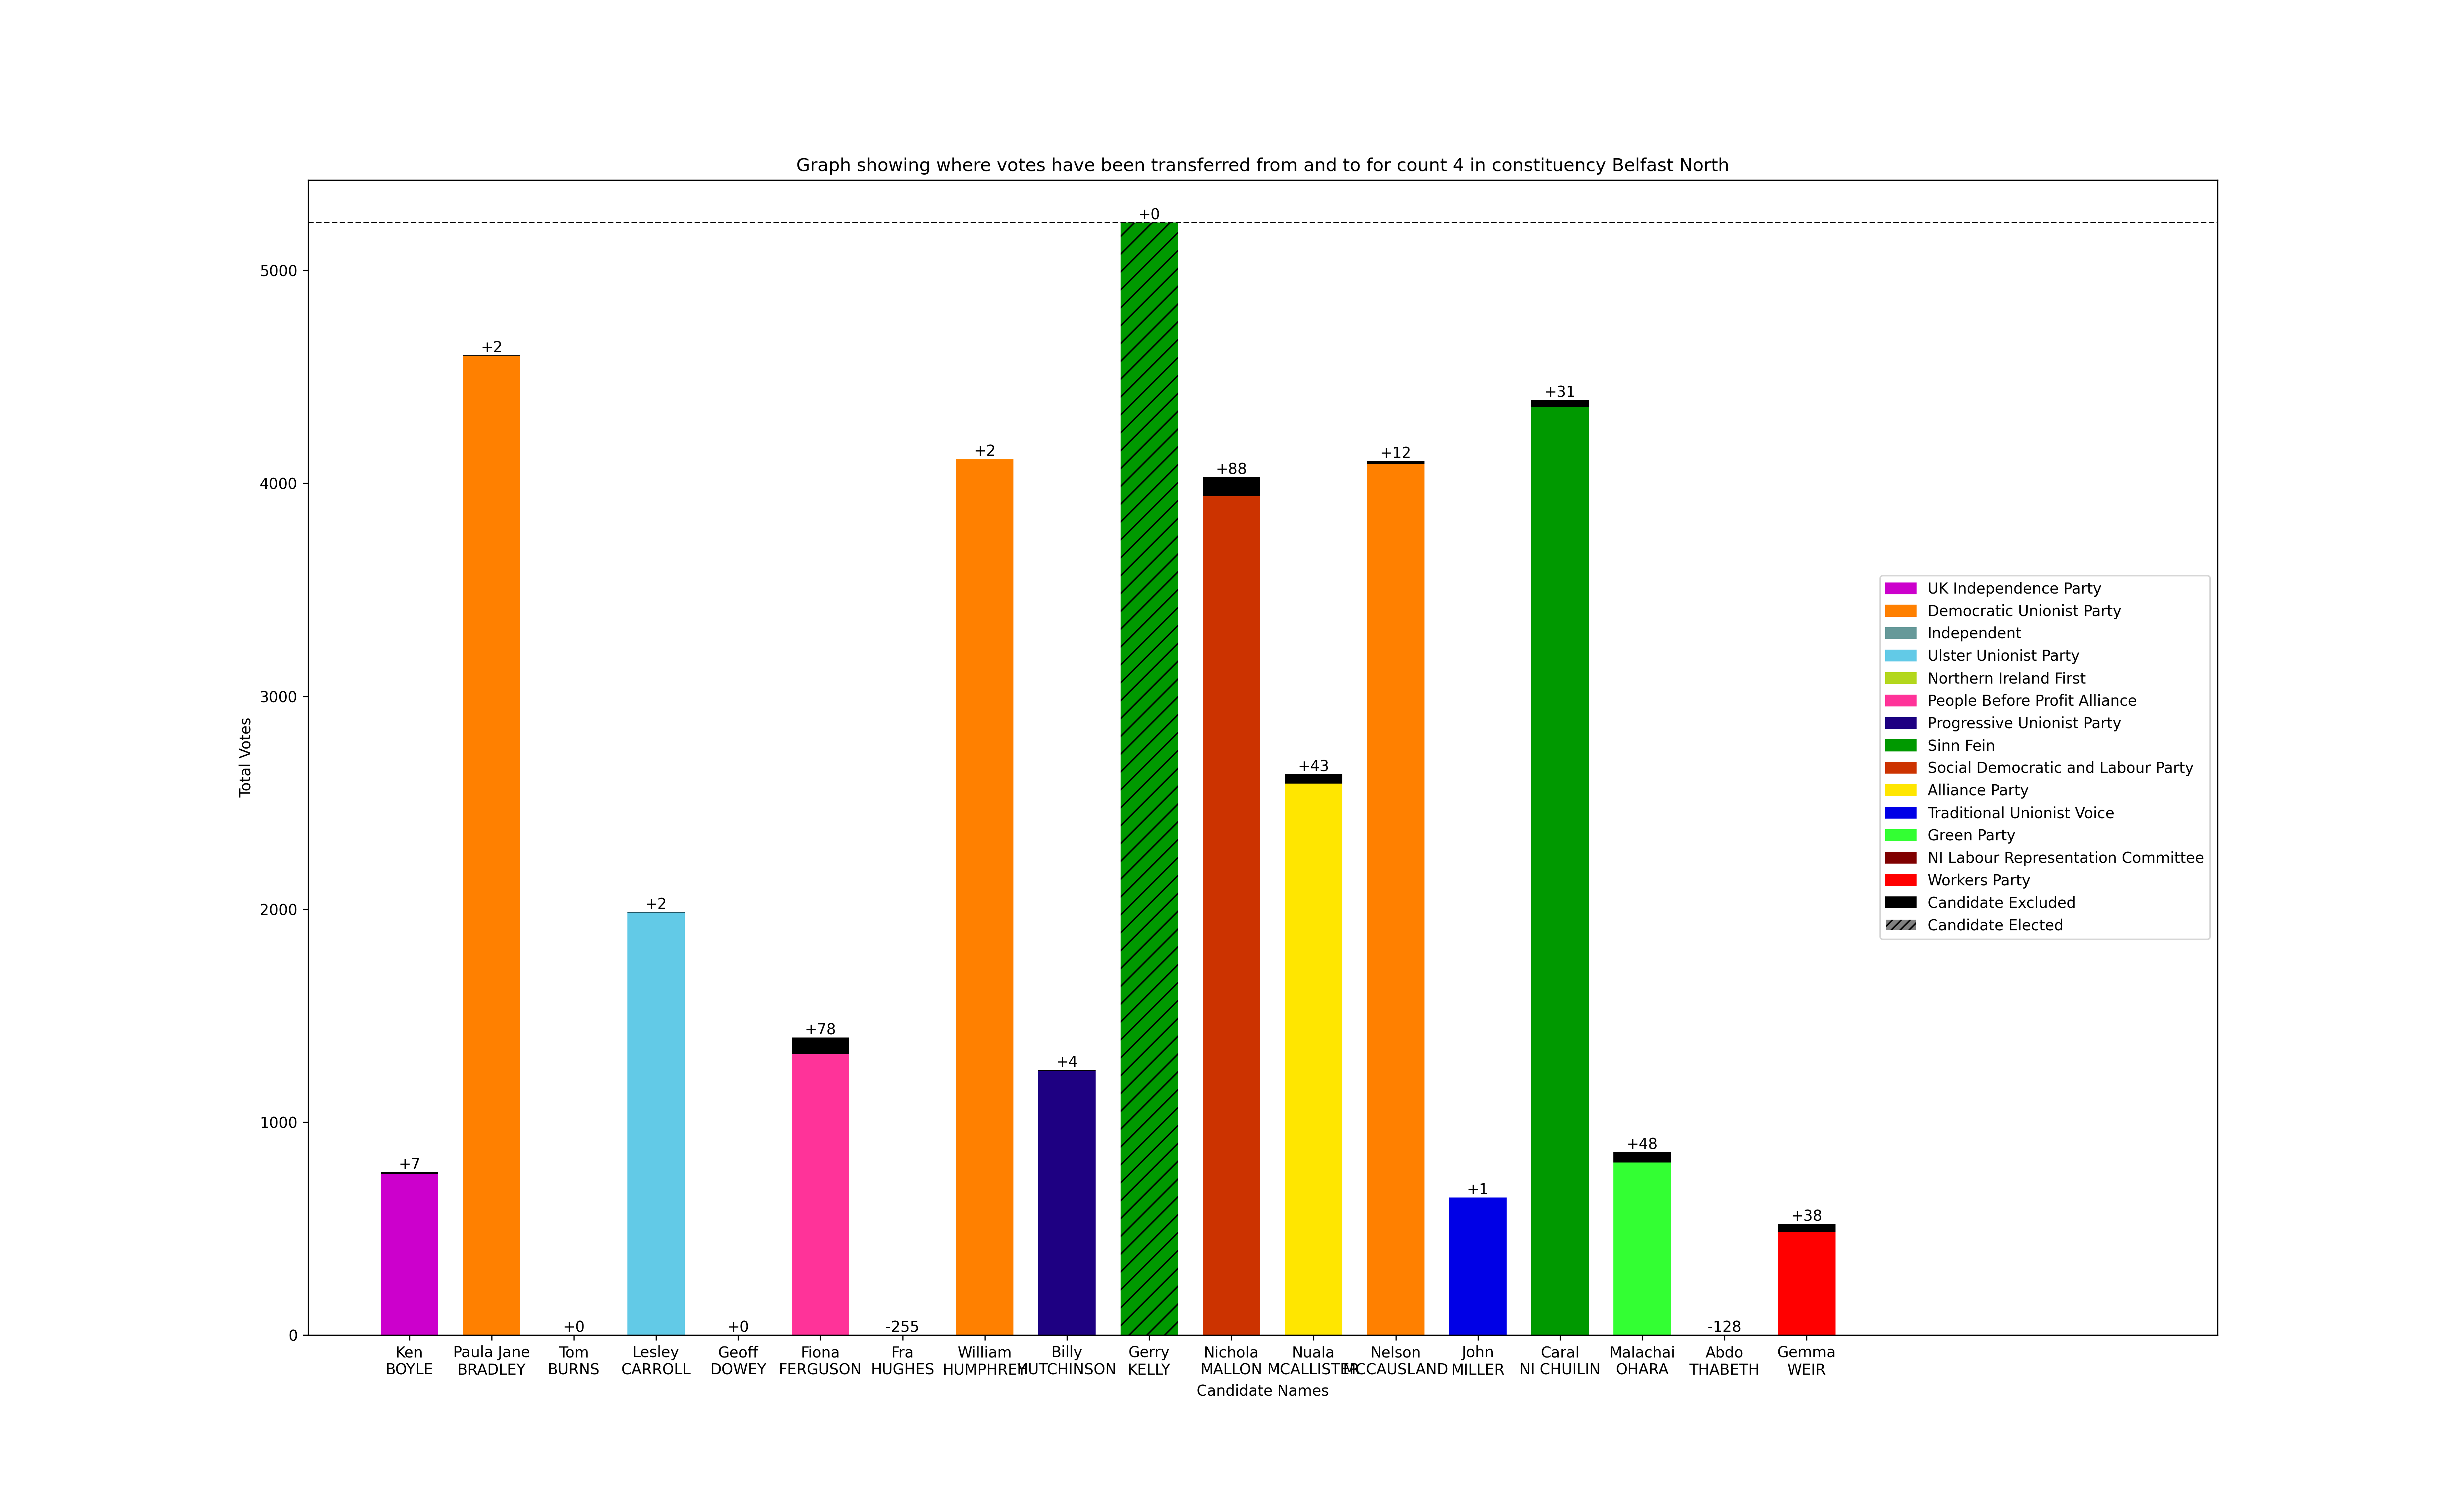 Graph showing where votes have been transferred from and to for count 4 in constituency Belfast North
+0
5000
+2
+31
+2
+12
+88
4000
+43
3000
Total Votes
UK Independence Party
Democratic Unionist Party
Independent
Ulster Unionist Party
Northern Ireland First
People Before Profit Alliance
Progressive Unionist Party
Sinn Fein
Social Democratic and Labour Party
Alliance Party
Traditional Unionist Voice
Green Party
NI Labour Representation Committee
Workers Party
Candidate Excluded
Candidate Elected
+2
2000
+78
+4
1000
+48
+7
+1
+38
0
+0
+0
-255
-128
Ken
BOYLE
Paula Jane
BRADLEY
Tom
BURNS
Lesley
CARROLL
Geoff
DOWEY
Fiona
FERGUSON
Fra
HUGHES
William
HUMPHREY
Billy
HUTCHINSON
Gerry
KELLY
Nichola
MALLON
Nuala
MCALLISTER
Nelson
MCCAUSLAND
John
MILLER
Caral
NI CHUILIN
Malachai
OHARA
Abdo
THABETH
Gemma
WEIR
Candidate Names